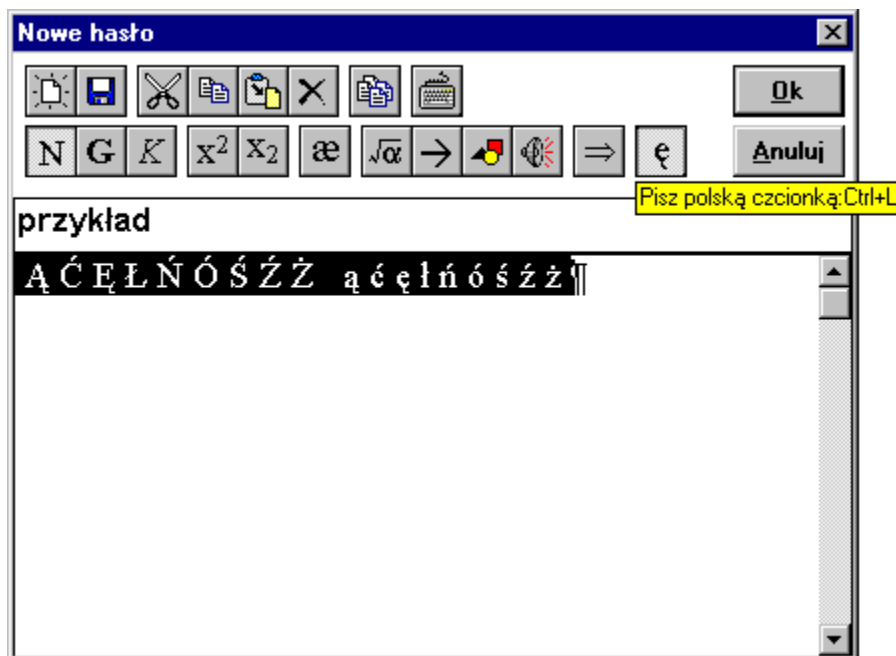 Nowe hasło
Ok
N G K x² x₂ æ √α → ⇒ ę Anuluj
Pisz polską czcionką:Ctrl+L
przykład
ĄĆĘŁŃÓŚŹŻ ąćęłńóśźż¶